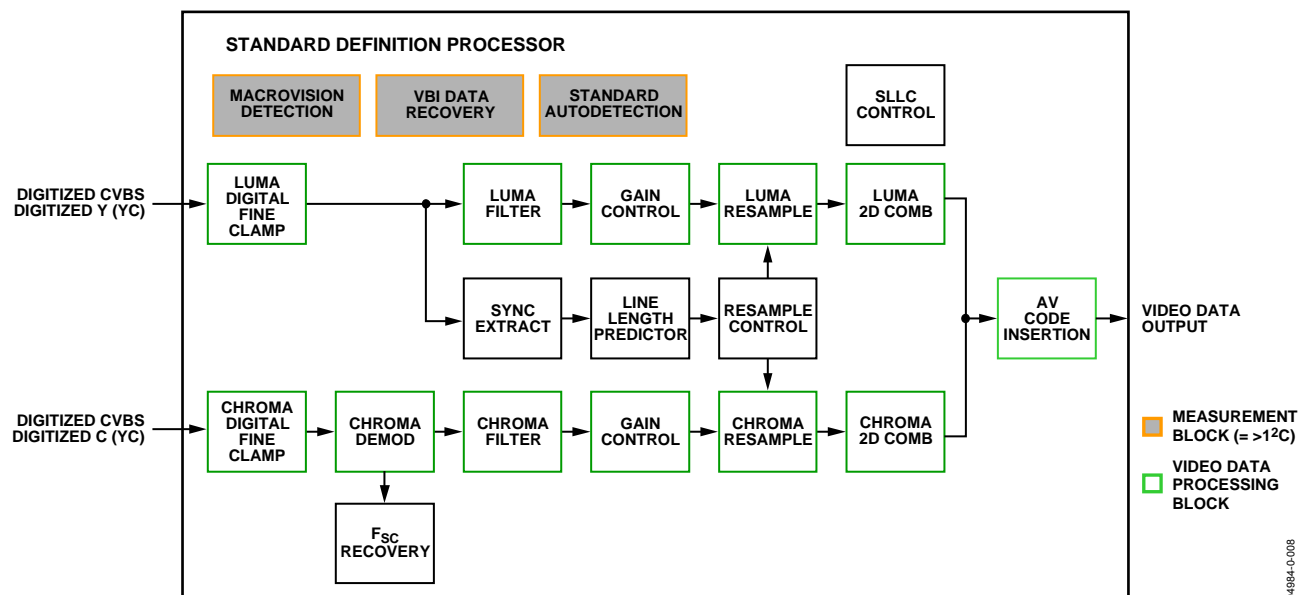 STANDARD DEFINITION PROCESSOR
MACROVISION
DETECTION
VBI DATA
RECOVERY
STANDARD
AUTODETECTION
SLLC
CONTROL
DIGITIZED CVBS
DIGITIZED Y (YC)
LUMA
DIGITAL
FINE
CLAMP
LUMA
FILTER
GAIN
CONTROL
LUMA
RESAMPLE
LUMA
2D COMB
SYNC
EXTRACT
LINE
LENGTH
PREDICTOR
RESAMPLE
CONTROL
AV
CODE
INSERTION
VIDEO DATA
OUTPUT
DIGITIZED CVBS
DIGITIZED C (YC)
CHROMA
DIGITAL
FINE
CLAMP
CHROMA
DEMOD
CHROMA
FILTER
GAIN
CONTROL
CHROMA
RESAMPLE
CHROMA
2D COMB
FSC
RECOVERY
MEASUREMENT
BLOCK (= >1²C)
VIDEO DATA
PROCESSING
BLOCK
04984-0-008